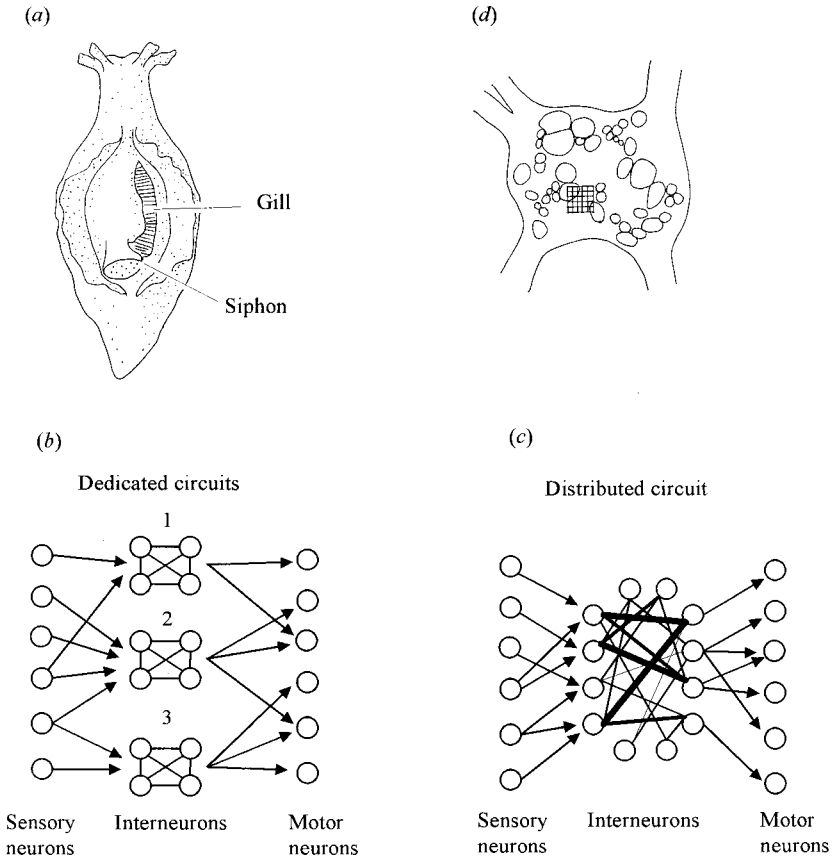 (a)
(d)
Gill
Siphon
(b)
(c)
Dedicated circuits
Distributed circuit
1
2
3
Sensory
neurons
Interneurons
Motor
neurons
Sensory
neurons
Interneurons
Motor
neurons